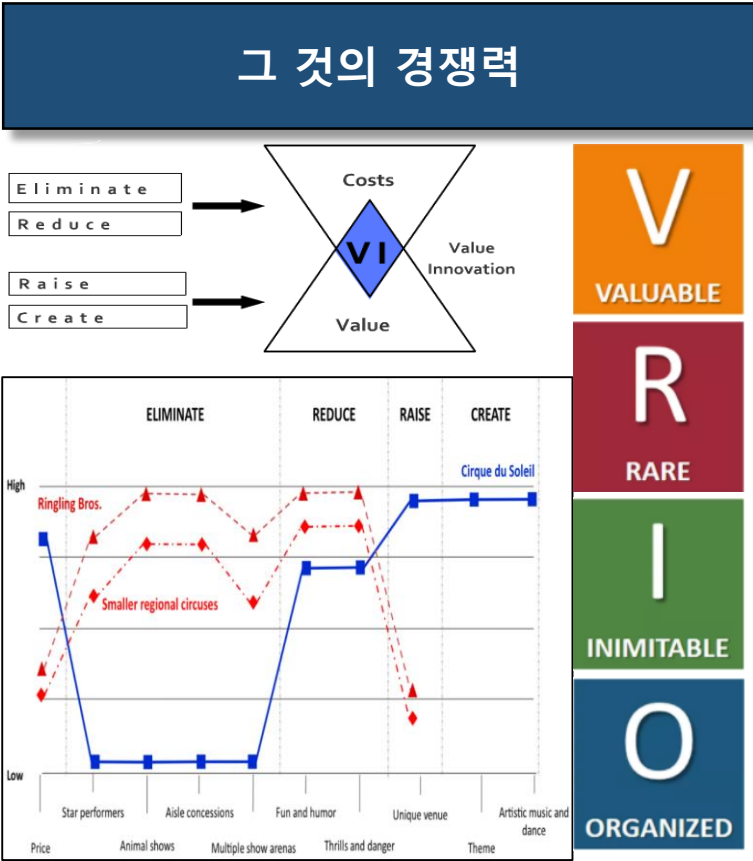 그 것의 경쟁력
Eliminate
Reduce
Raise
Create
Costs
VI
Value
Innovation
Value
V
VALUABLE
R
RARE
I
INIMITABLE
O
ORGANIZED
ELIMINATE
REDUCE
RAISE
CREATE
High
Cirque du Soleil
Ringling Bros.
Smaller regional circuses
Low
Star performers
Aisle concessions
Fun and humor
Unique venue
Artistic music and
dance
Price
Animal shows
Multiple show arenas
Thrills and danger
Theme